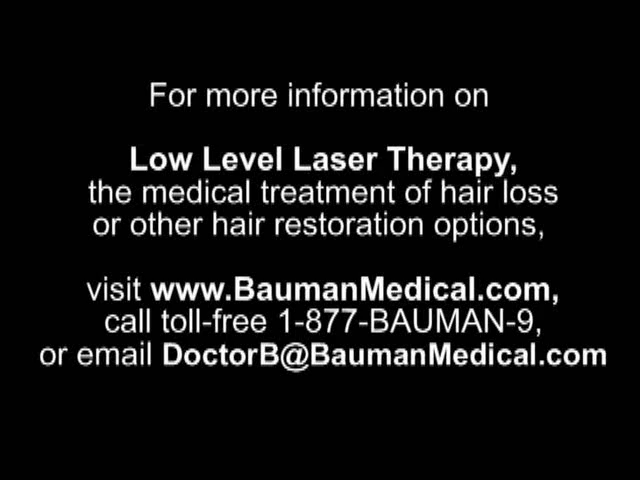 For more information on
Low Level Laser Therapy,
the medical treatment of hair loss
or other hair restoration options,
visit www.BaumanMedical.com,
call toll-free 1-877-BAUMAN-9,
or email DoctorB@BaumanMedical.com